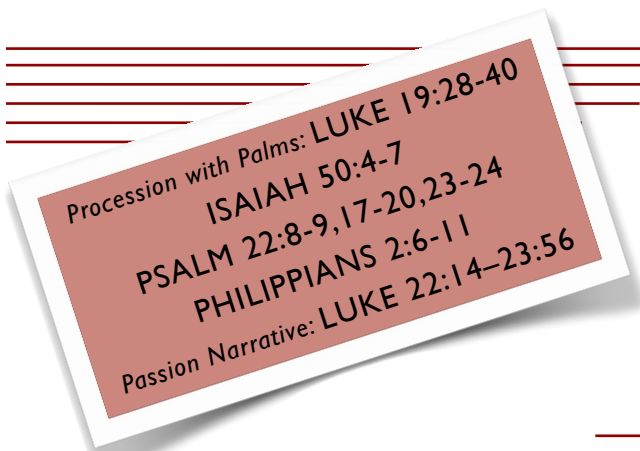 Procession with Palms: LUKE 19:28-40
ISAIAH 50:4-7
PSALM 22:8-9,17-20,23-24
PHILIPPIANS 2:6-11
Passion Narrative: LUKE 22:14–23:56